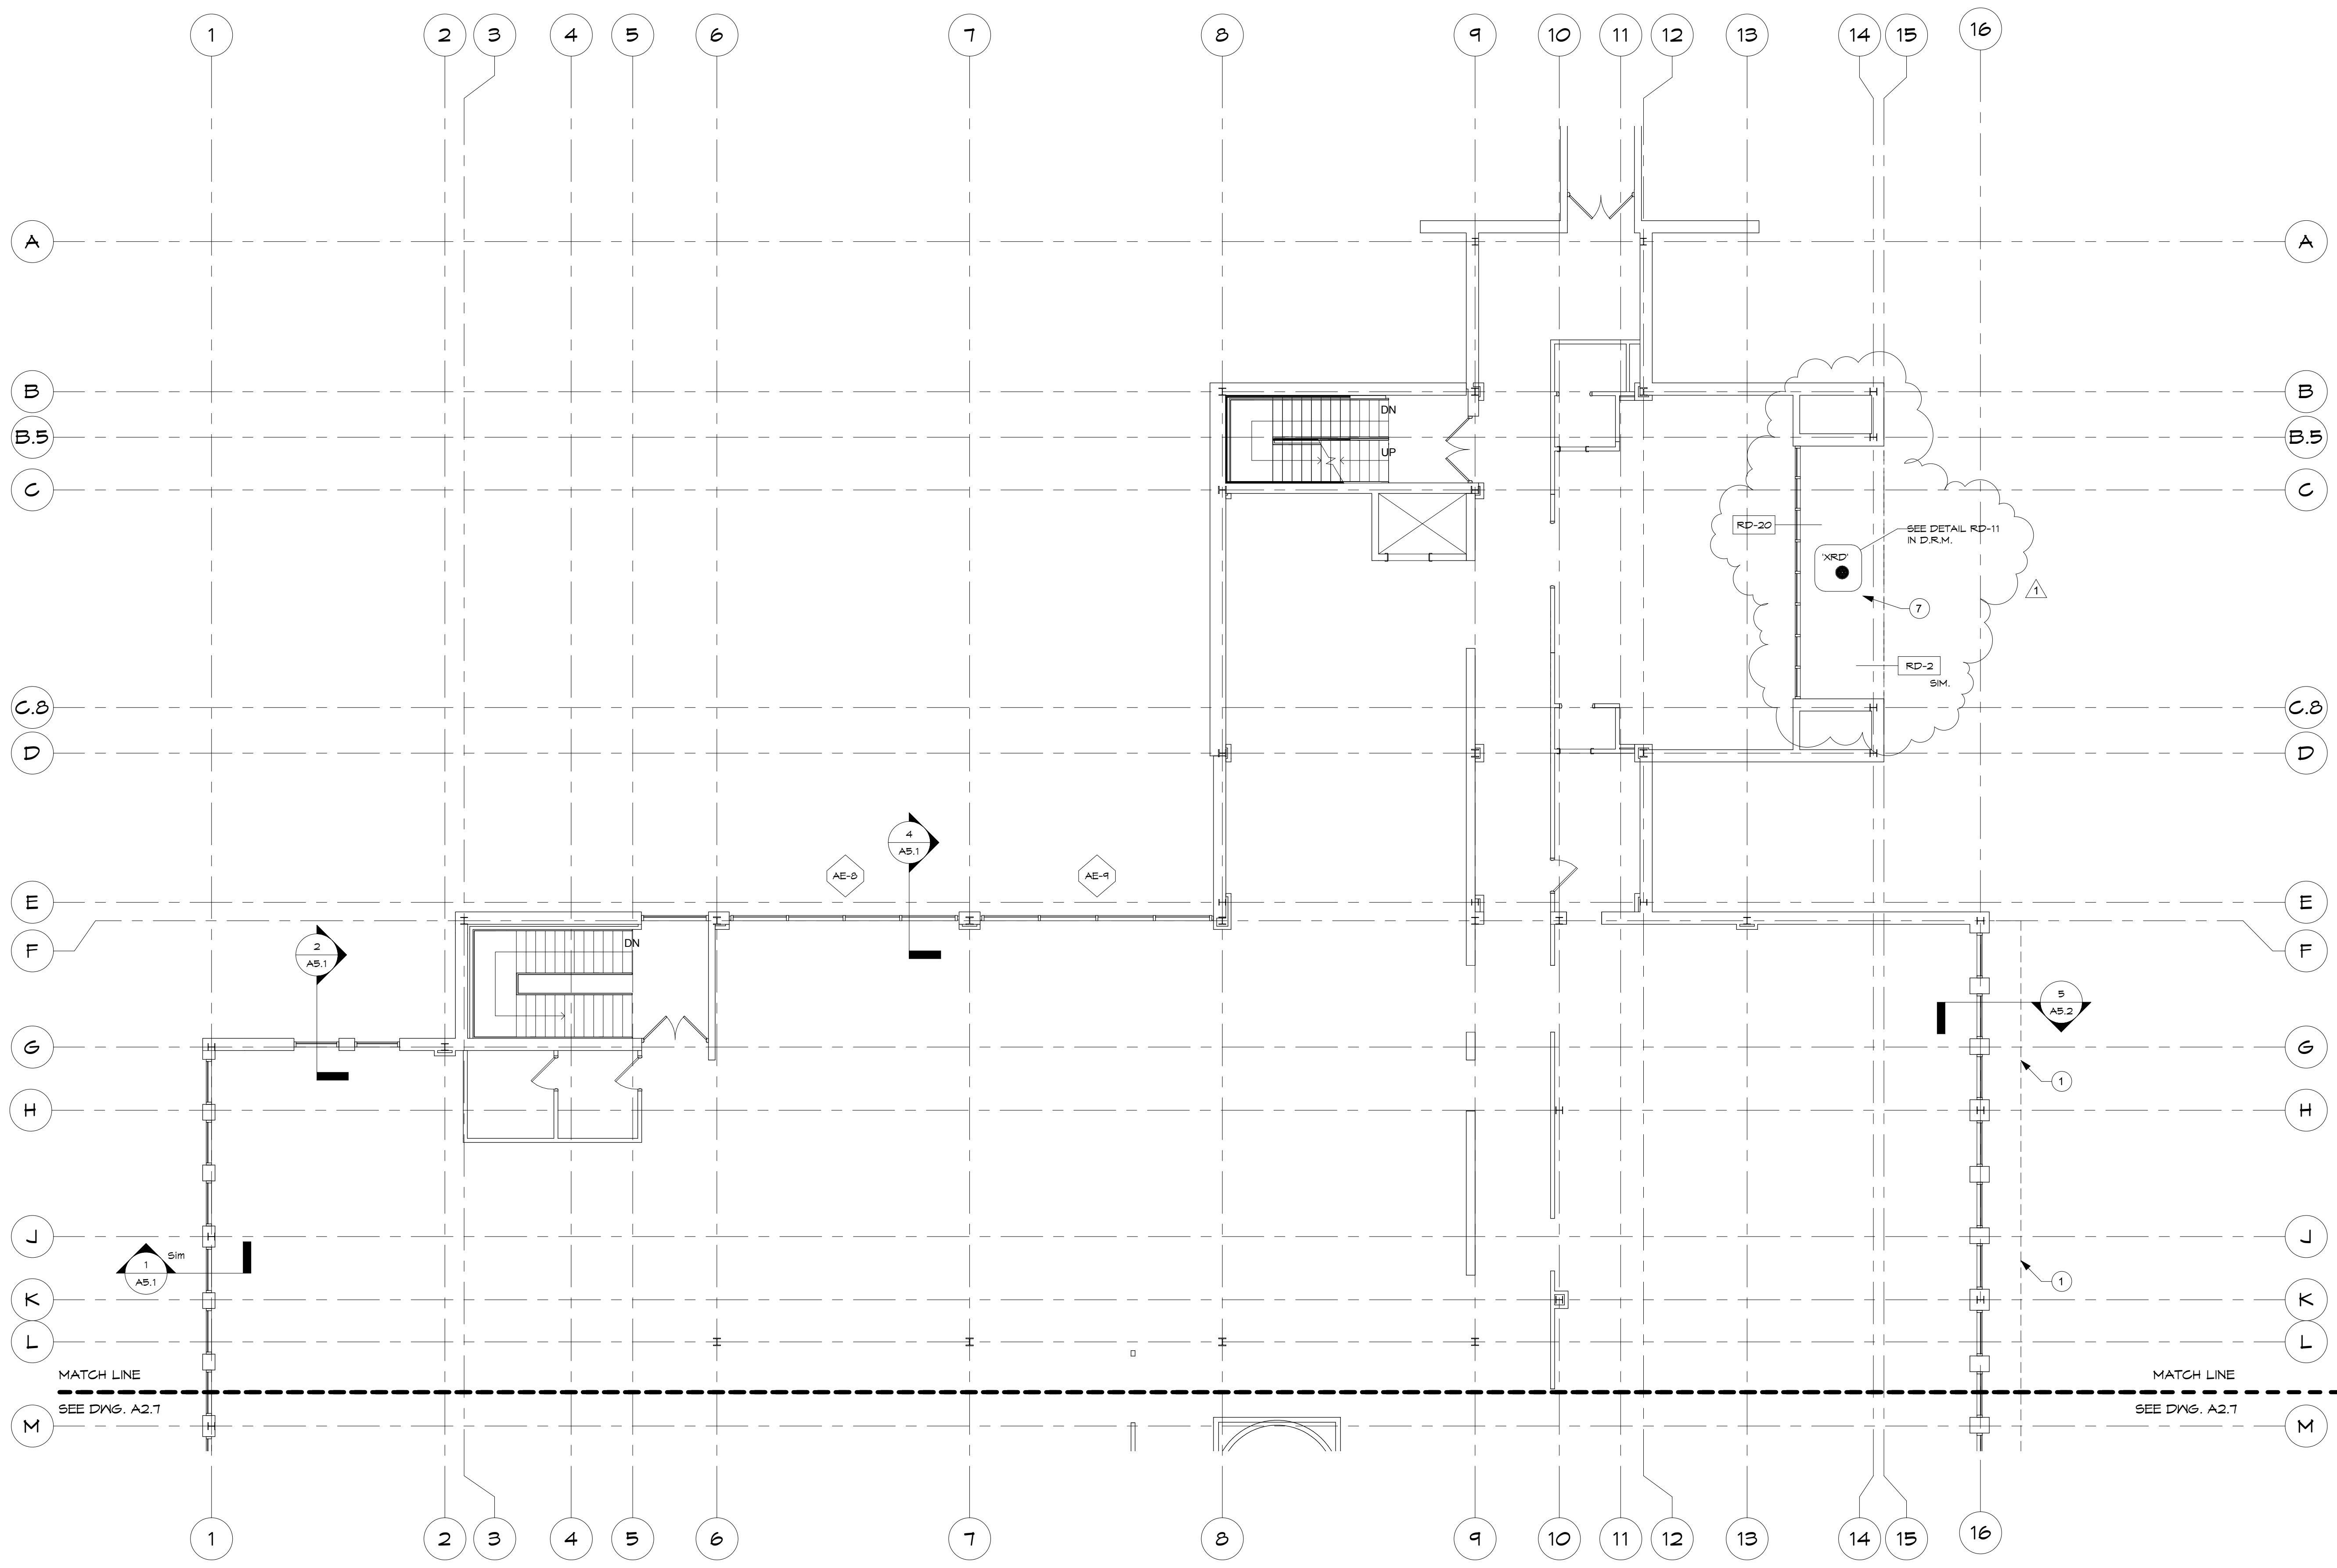 1 2 3 4 5 6 7 8 9 10 11 12 13 14 15 16
A A
B B
DN
B.5 B.5
UP
C C
RD-20
SEE DETAIL RD-11
IN D.R.M.
'XRD'
1
7
RD-2
SIM.
C.8 C.8
D D
4
A5.1
AE-8 AE-9
E E
F F
DN
2
A5.1
5
A5.2
G G
1
H H
J J
Sim
1
A5.1
1
K K
L L
MATCH LINE MATCH LINE
SEE DWG. A2.7 SEE DWG. A2.7
M M
1 2 3 4 5 6 7 8 9 10 11 12 13 14 15 16